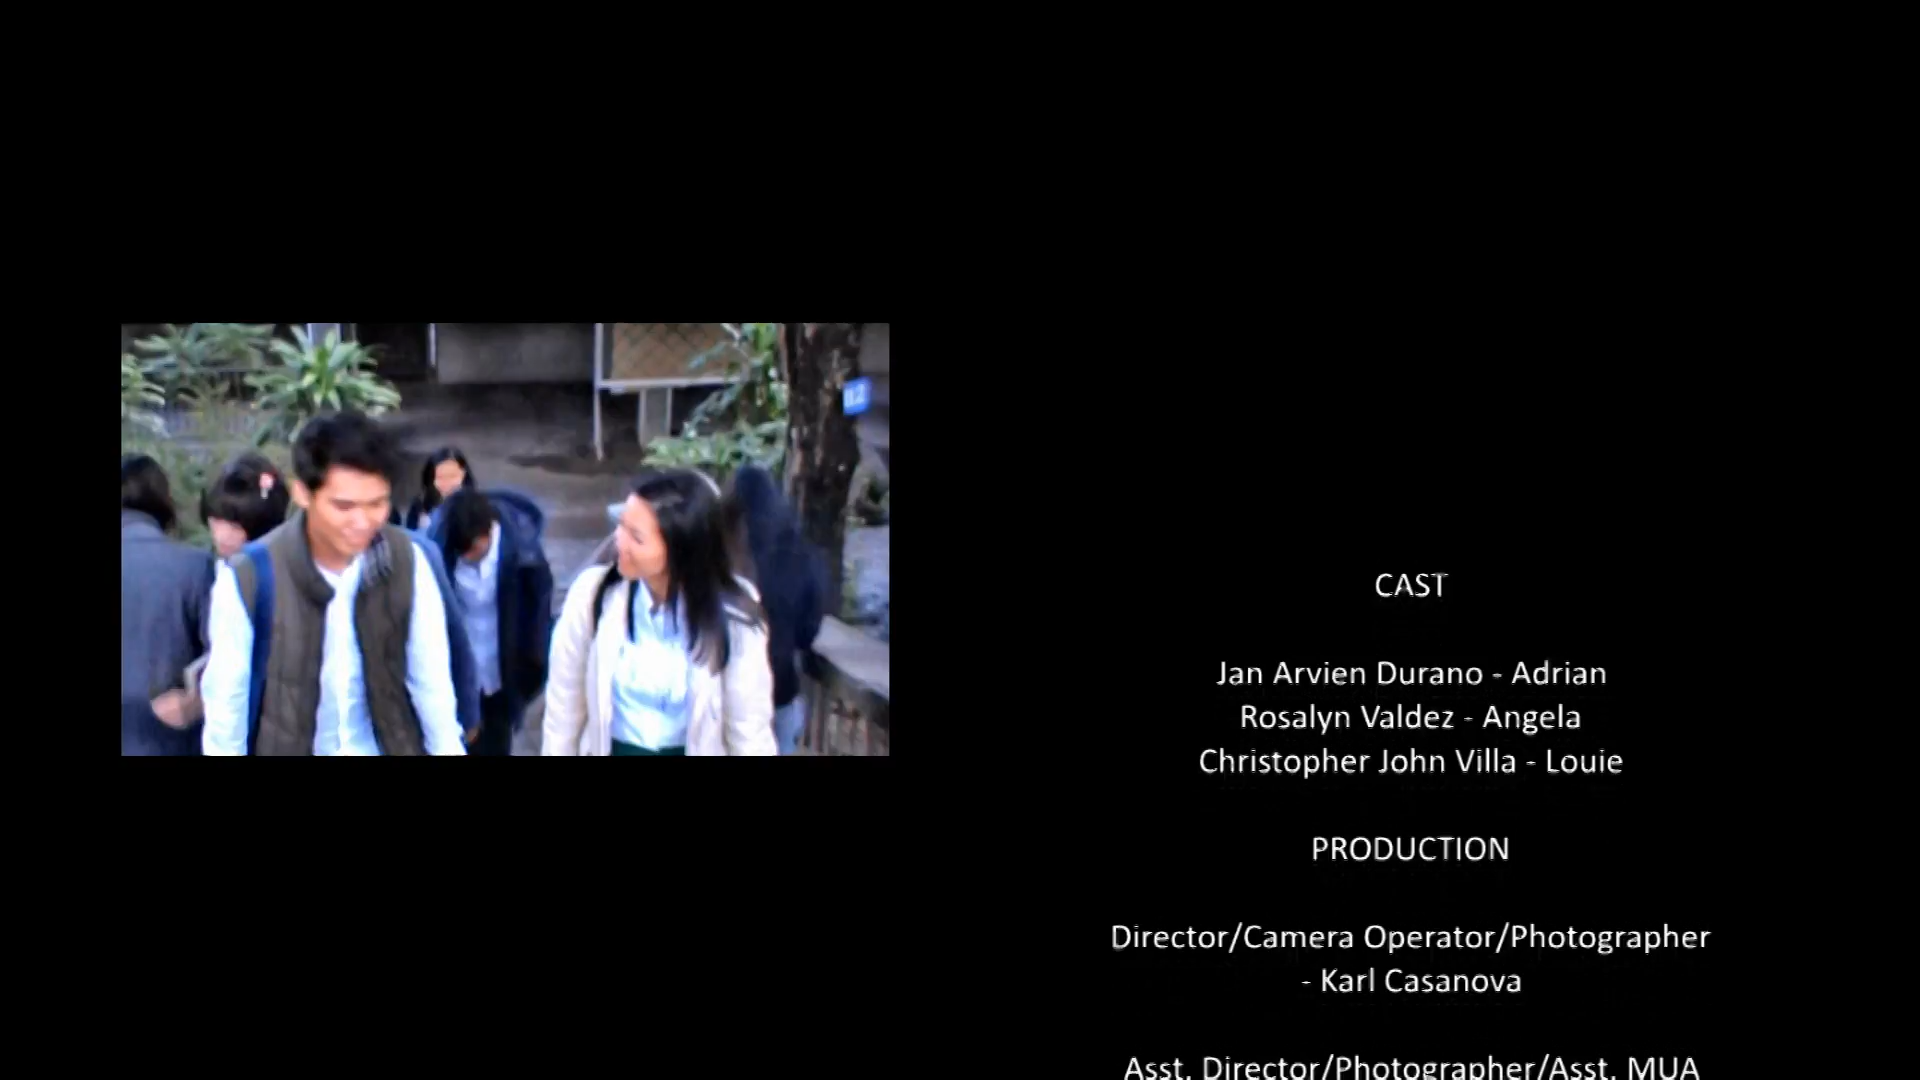 CAST
Jan Arvien Durano - Adrian
Rosalyn Valdez - Angela
Christopher John Villa - Louie
PRODUCTION
Director/Camera Operator/Photographer
- Karl Casanova
Asst. Director/Photographer/Asst. MUA